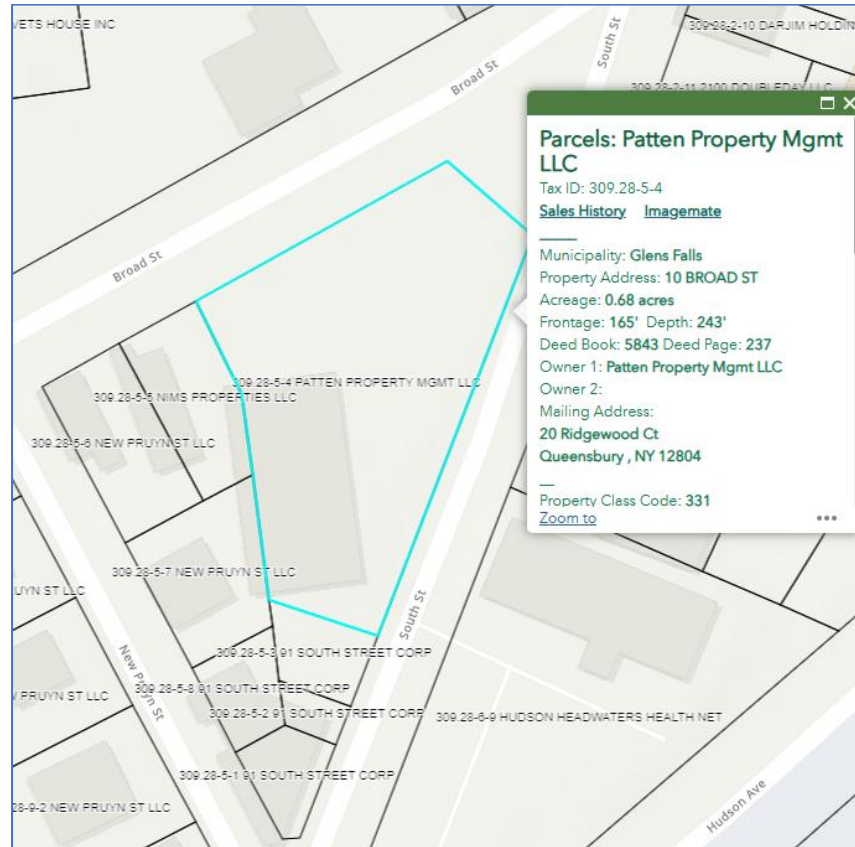 VETS HOUSE INC
309.28-2-10 DARJIM HOLDIN
South St
Broad St
309.28-2-11 2100 DOUBLEDAY LLC
Parcels: Patten Property Mgmt
LLC
Tax ID: 309.28-5-4
Sales History Imagemate
Municipality: Glens Falls
Property Address: 10 BROAD ST
Acreage: 0.68 acres
Frontage: 165' Depth: 243'
Deed Book: 5843 Deed Page: 237
Owner 1: Patten Property Mgmt LLC
Owner 2:
Mailing Address:
20 Ridgewood Ct
Queensbury , NY 12804
Property Class Code: 331
Zoom to
Broad St
309.28-5-4 PATTEN PROPERTY MGMT LLC
309.28-5-5 NIMS PROPERTIES LLC
309.28-5-6 NEW PRUYN ST LLC
309.28-5-7 NEW PRUYN ST LLC
UYN ST LLC
South St
309.28-5-3 91 SOUTH STREET CORP
New Pruyn St
PRUYN ST LLC
309.28-5-8 91 SOUTH STREET CORP
309.28-5-2 91 SOUTH STREET CORP
309.28-6-9 HUDSON HEADWATERS HEALTH NET
309.28-5-1 91 SOUTH STREET CORP
28-9-2 NEW PRUYN ST LLC
Hudson Ave